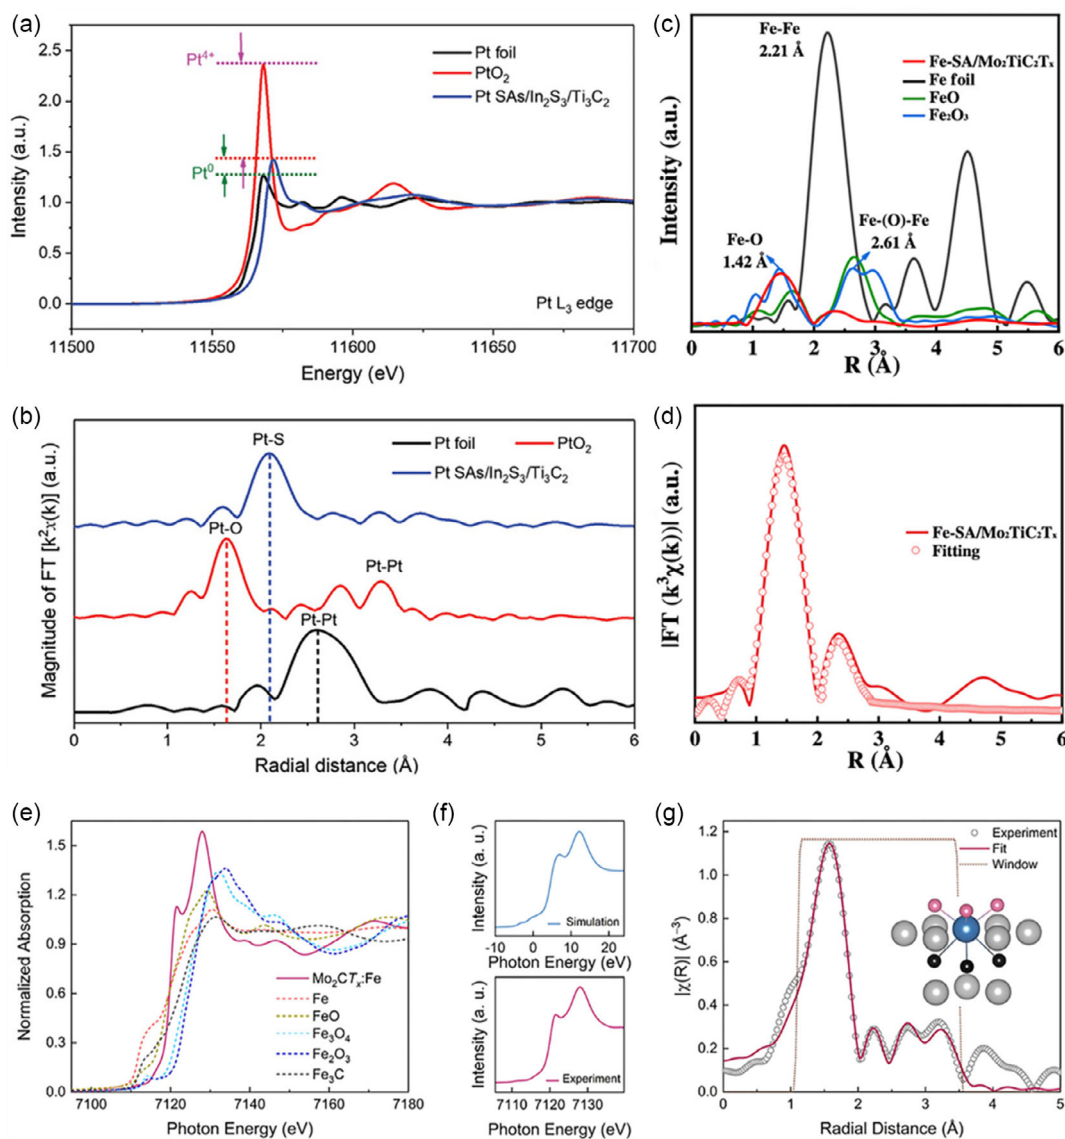 (a)
2.5
2.0
1.5
1.0
0.5
0.0
Intensity (a.u.)
Pt⁴⁺
Pt⁰
Pt foil
PtO₂
Pt SAs/In₂S₃/Ti₃C₂
Pt L₃ edge
11500 11550 11600 11650 11700
Energy (eV)
(c)
Fe-Fe
2.21 Å
Fe-SA/Mo₂TiC₂Tₓ
Fe foil
FeO
Fe₂O₃
Fe-O
1.42 Å
Fe-(O)-Fe
2.61 Å
Intensity (a.u.)
0 1 2 3 4 5 6
R (Å)
(b)
Pt-S
Pt foil
PtO₂
Pt SAs/In₂S₃/Ti₃C₂
Pt-O
Pt-Pt
Pt-Pt
Magnitude of FT [k²χ(k)] (a.u.)
0 1 2 3 4 5 6
Radial distance (Å)
(d)
|FT (k³χ(k))| (a.u.)
Fe-SA/Mo₂TiC₂Tₓ
Fitting
0 1 2 3 4 5 6
R (Å)
(e)
1.5
1.2
0.9
0.6
0.3
0.0
Normalized Absorption
Mo₂CTₓ:Fe
Fe
FeO
Fe₃O₄
Fe₂O₃
Fe₃C
7100 7120 7140 7160 7180
Photon Energy (eV)
(f)
Intensity (a. u.)
Simulation
-10 0 10 20
Photon Energy (eV)
Intensity (a. u.)
Experiment
7110 7120 7130 7140
Photon Energy (eV)
(g)
1.2
1.0
0.8
0.6
0.4
0.2
0.0
|χ(R)| (Å⁻³)
Experiment
Fit
Window
0 1 2 3 4 5
Radial Distance (Å)